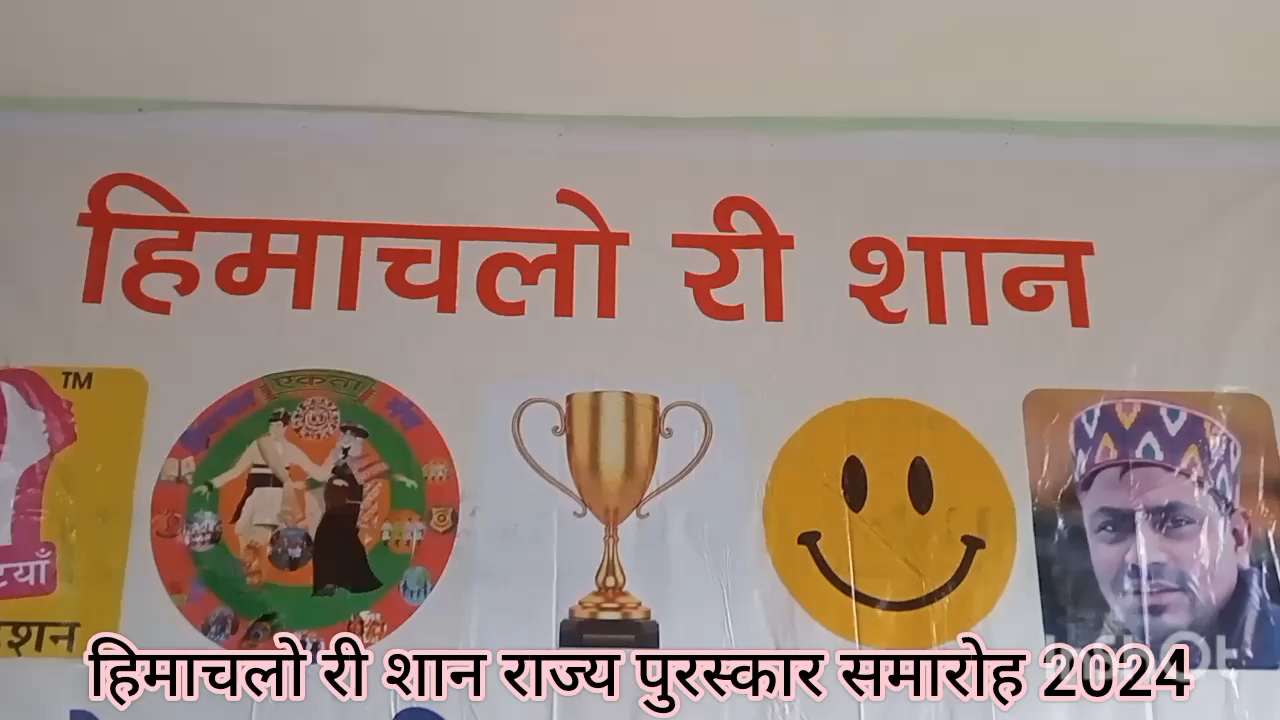 हिमाचलो री शान
TM
एकता
टियाँ
हिमाचलो री शान राज्य पुरस्कार समारोह 2024